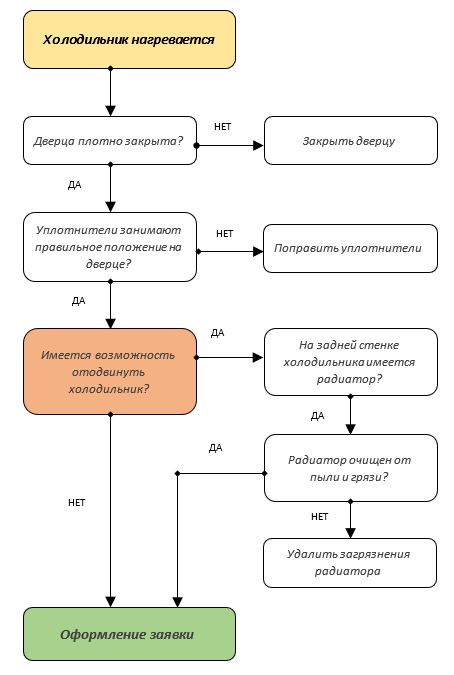 Холодильник нагревается
НЕТ
Дверца плотно закрыта?
Закрыть дверцу
ДА
Уплотнители занимают
правильное положение на
дверце?
НЕТ
Поправить уплотнители
ДА
Имеется возможность
отодвинуть
холодильник?
ДА
На задней стенке
холодильника имеется
радиатор?
ДА
ДА
Радиатор очищен от
пыли и грязи?
НЕТ
НЕТ
Удалить загрязнения
радиатора
Оформление заявки